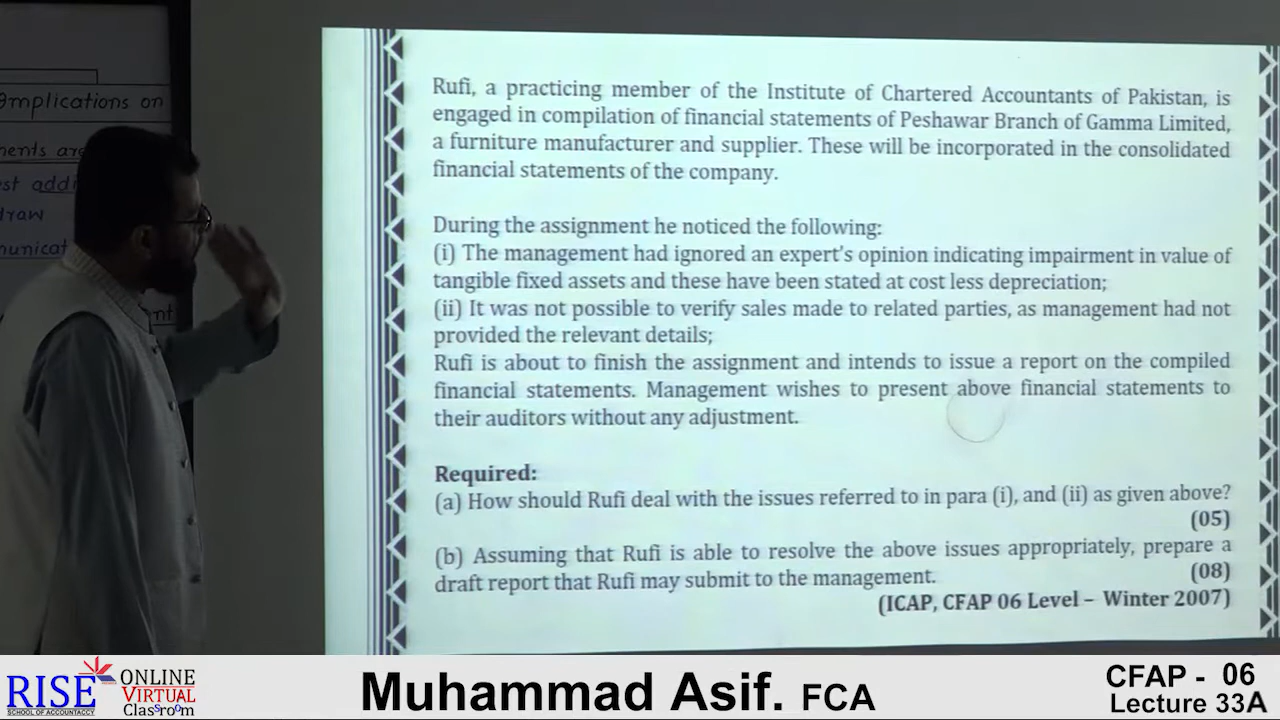 Implications on
ments are
est addi
draw
municat
nt
Rufi, a practicing member of the Institute of Chartered Accountants of Pakistan, is
engaged in compilation of financial statements of Peshawar Branch of Gamma Limited,
a furniture manufacturer and supplier. These will be incorporated in the consolidated
financial statements of the company.
During the assignment he noticed the following:
(i) The management had ignored an expert's opinion indicating impairment in value of
tangible fixed assets and these have been stated at cost less depreciation;
(ii) It was not possible to verify sales made to related parties, as management had not
provided the relevant details;
Rufi is about to finish the assignment and intends to issue a report on the compiled
financial statements. Management wishes to present above financial statements to
their auditors without any adjustment.
Required:
(a) How should Rufi deal with the issues referred to in para (i), and (ii) as given above?
(05)
(b) Assuming that Rufi is able to resolve the above issues appropriately, prepare a
draft report that Rufi may submit to the management. (08)
(ICAP, CFAP 06 Level – Winter 2007)
RISE ONLINE
VIRTUAL
Classroom
SCHOOL OF ACCOUNTANCY
Muhammad Asif. FCA
CFAP - 06
Lecture 33A